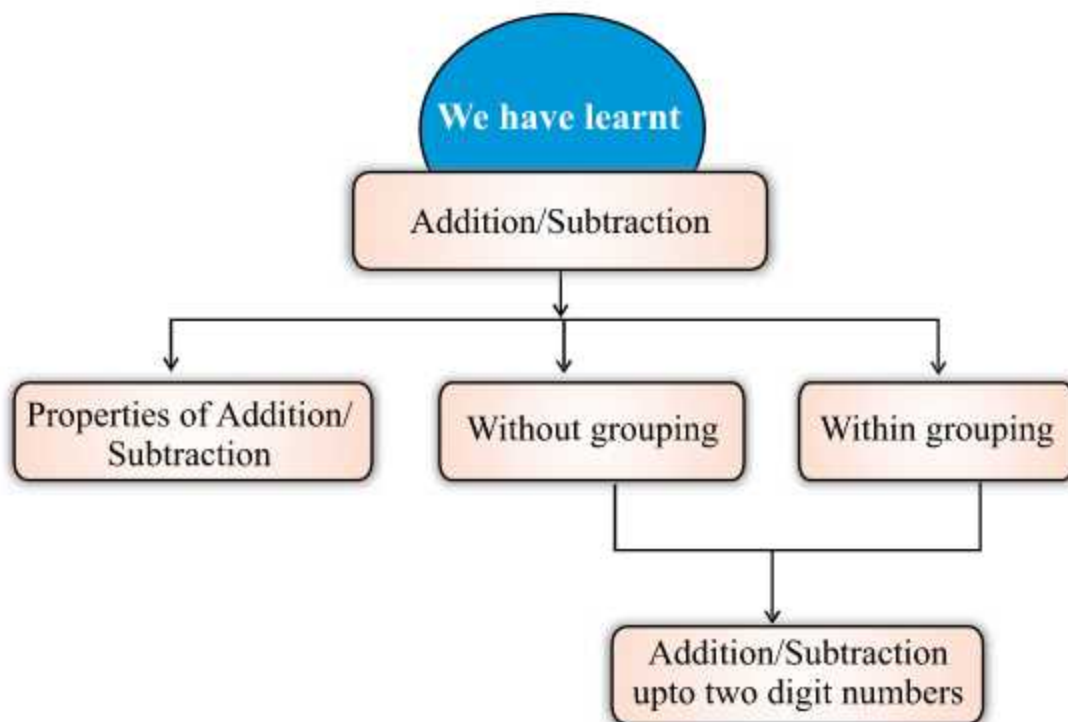 We have learnt
Addition/Subtraction
Properties of Addition/
Subtraction
Without grouping
Within grouping
Addition/Subtraction
upto two digit numbers